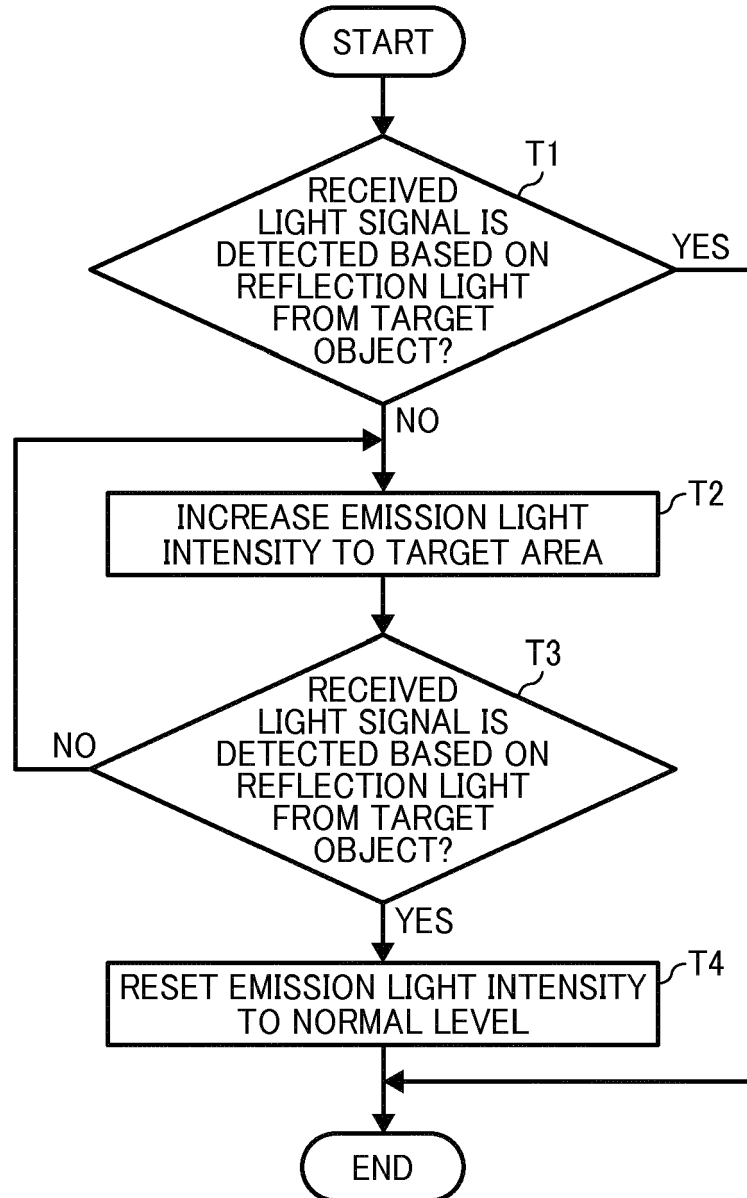 START
T1
RECEIVED
LIGHT SIGNAL IS
DETECTED BASED ON
REFLECTION LIGHT
FROM TARGET
OBJECT?
YES
NO
T2
INCREASE EMISSION LIGHT
INTENSITY TO TARGET AREA
T3
RECEIVED
LIGHT SIGNAL IS
DETECTED BASED ON
REFLECTION LIGHT
FROM TARGET
OBJECT?
NO
YES
T4
RESET EMISSION LIGHT INTENSITY
TO NORMAL LEVEL
END